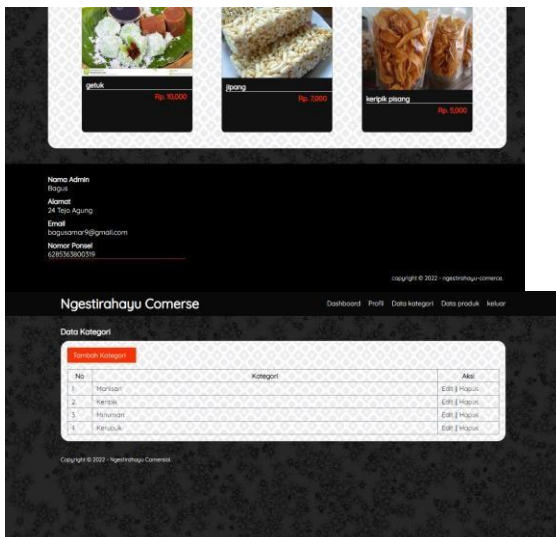 getuk
Rp. 10,000
jipang
Rp. 7,000
keripik pisang
Rp. 5,000
Nama Admin
Bagus
Alamat
24 Tejo Agung
Email
bagusamar9@gmail.com
Nomor Ponsel
6285363800319
copyright © 2022 - ngestirahayu-comerce.
Ngestirahayu Comerse
Dashboard Profil Data kategori Data produk keluar
Data Kategori
Tambah Kategori
No Kategori Aksi
1 Manisan Edit || Hapus
2 Keripik Edit || Hapus
3 Minuman Edit || Hapus
4 Kerupuk Edit || Hapus
Copyright © 2022 - Ngestirahayu